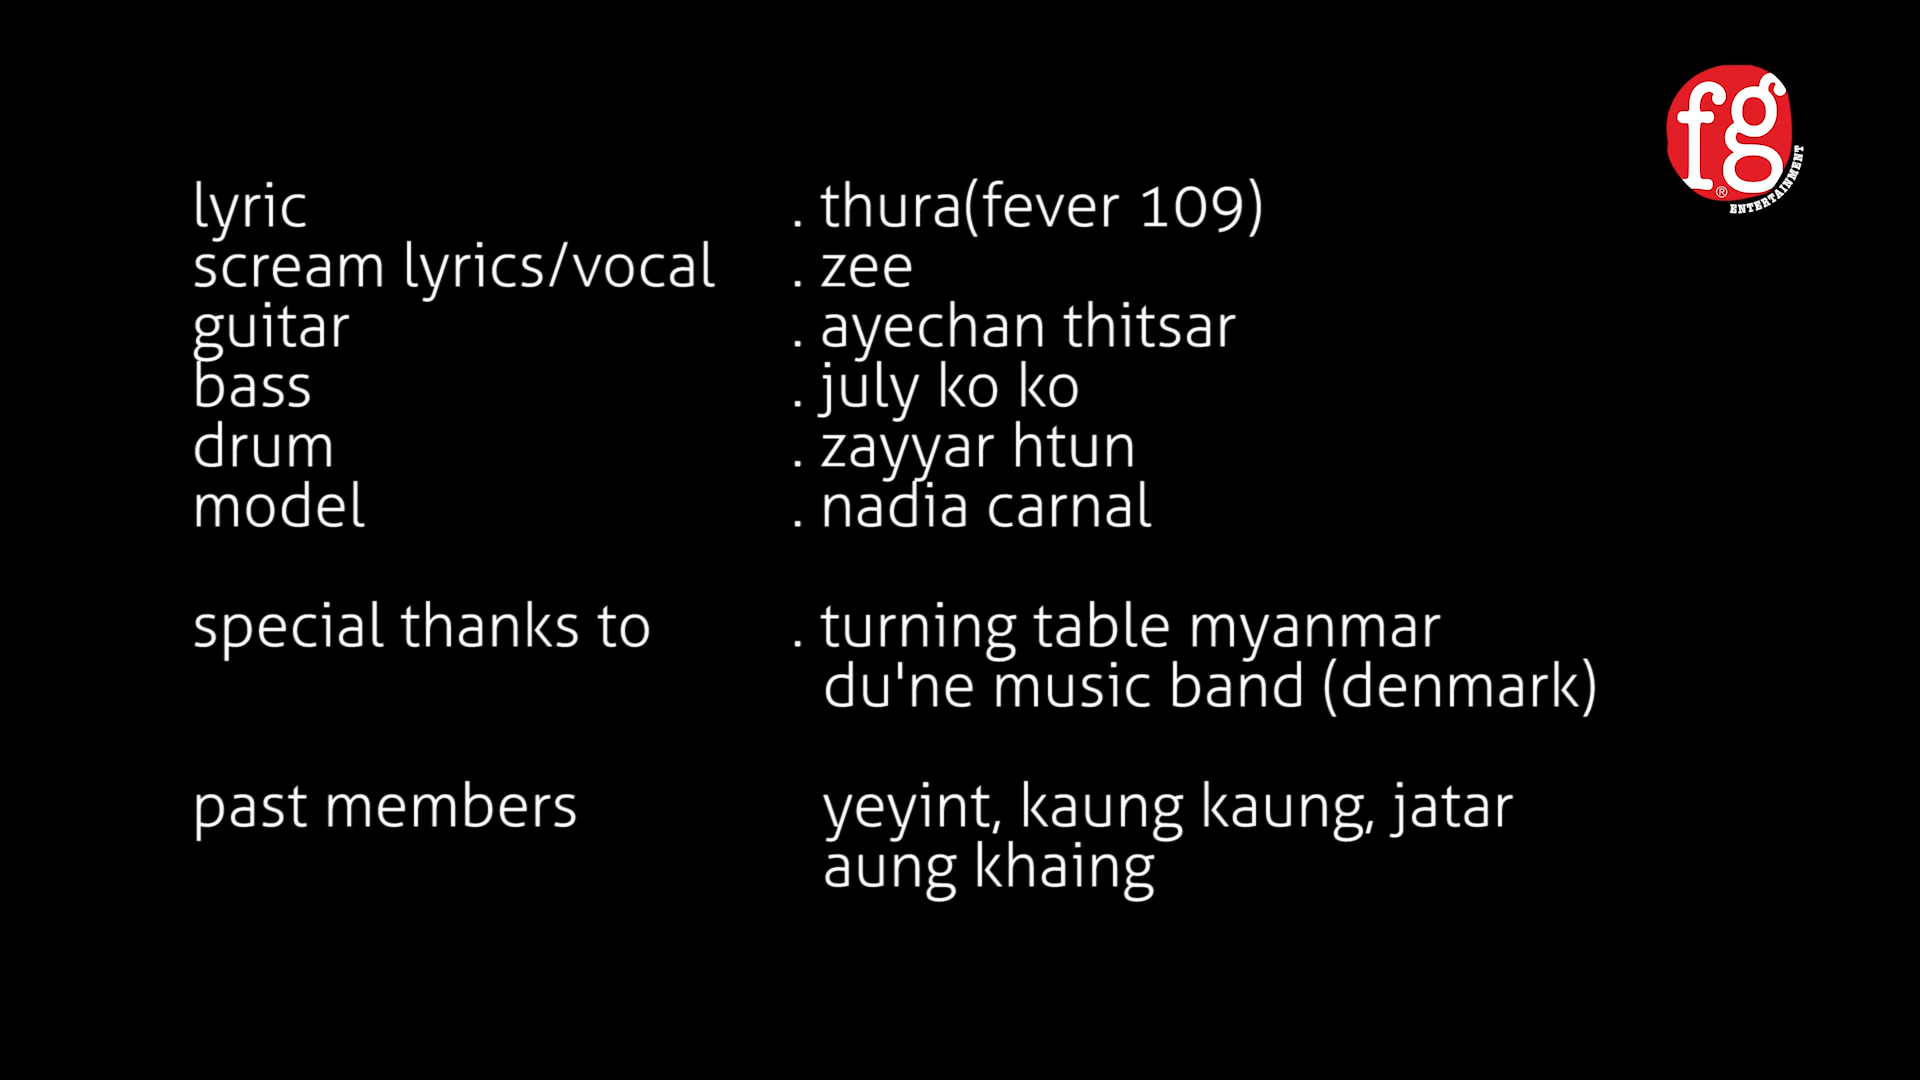 fg
®
ENTERTAINMENT
lyric . thura(fever 109)
scream lyrics/vocal . zee
guitar . ayechan thitsar
bass . july ko ko
drum . zayyar htun
model . nadia carnal
special thanks to . turning table myanmar
du'ne music band (denmark)
past members yeyint, kaung kaung, jatar
aung khaing